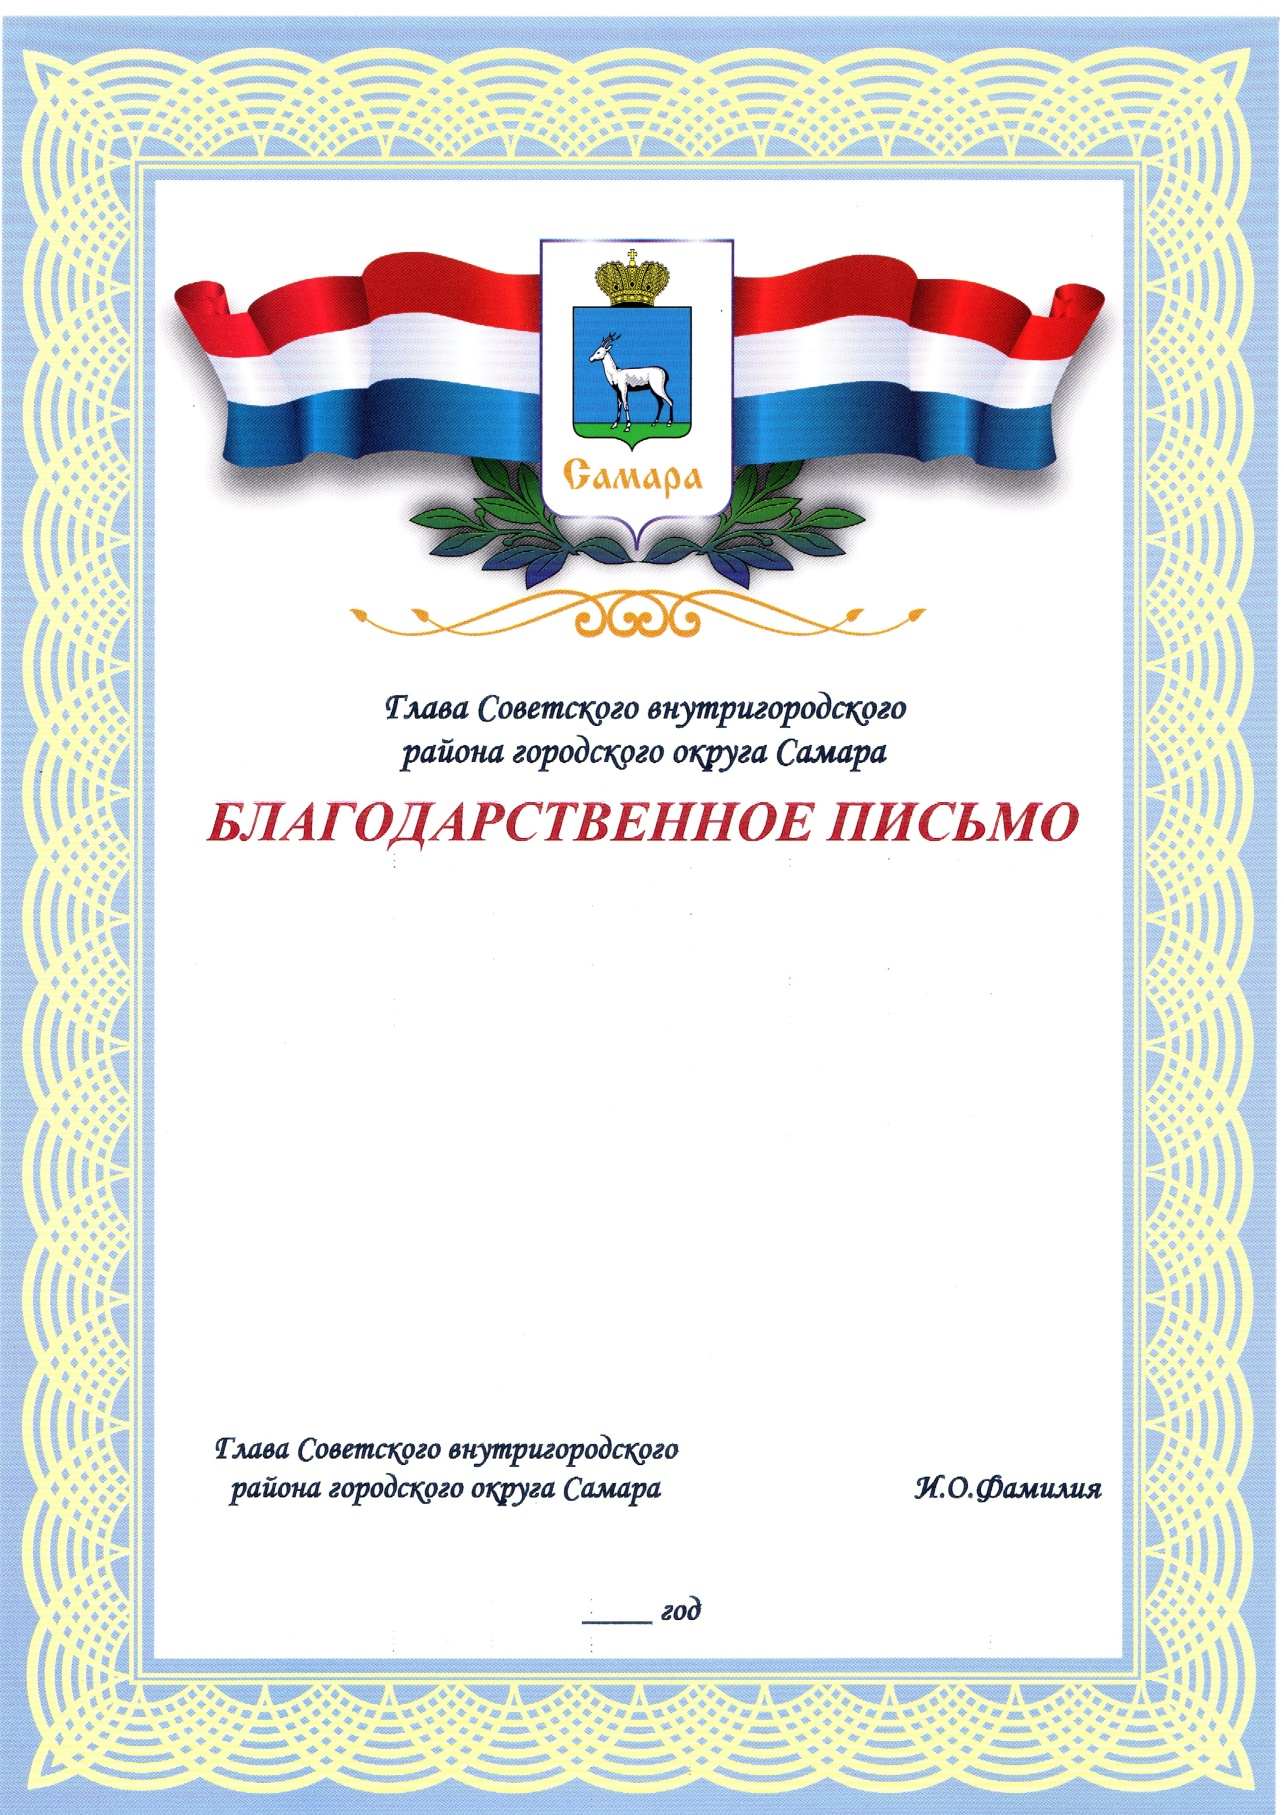 Самара
Глава Советского внутригородского
района городского округа Самара
БЛАГОДАРСТВЕННОЕ ПИСЬМО
Глава Советского внутригородского
района городского округа Самара
И.О.Фамилия
_____ год